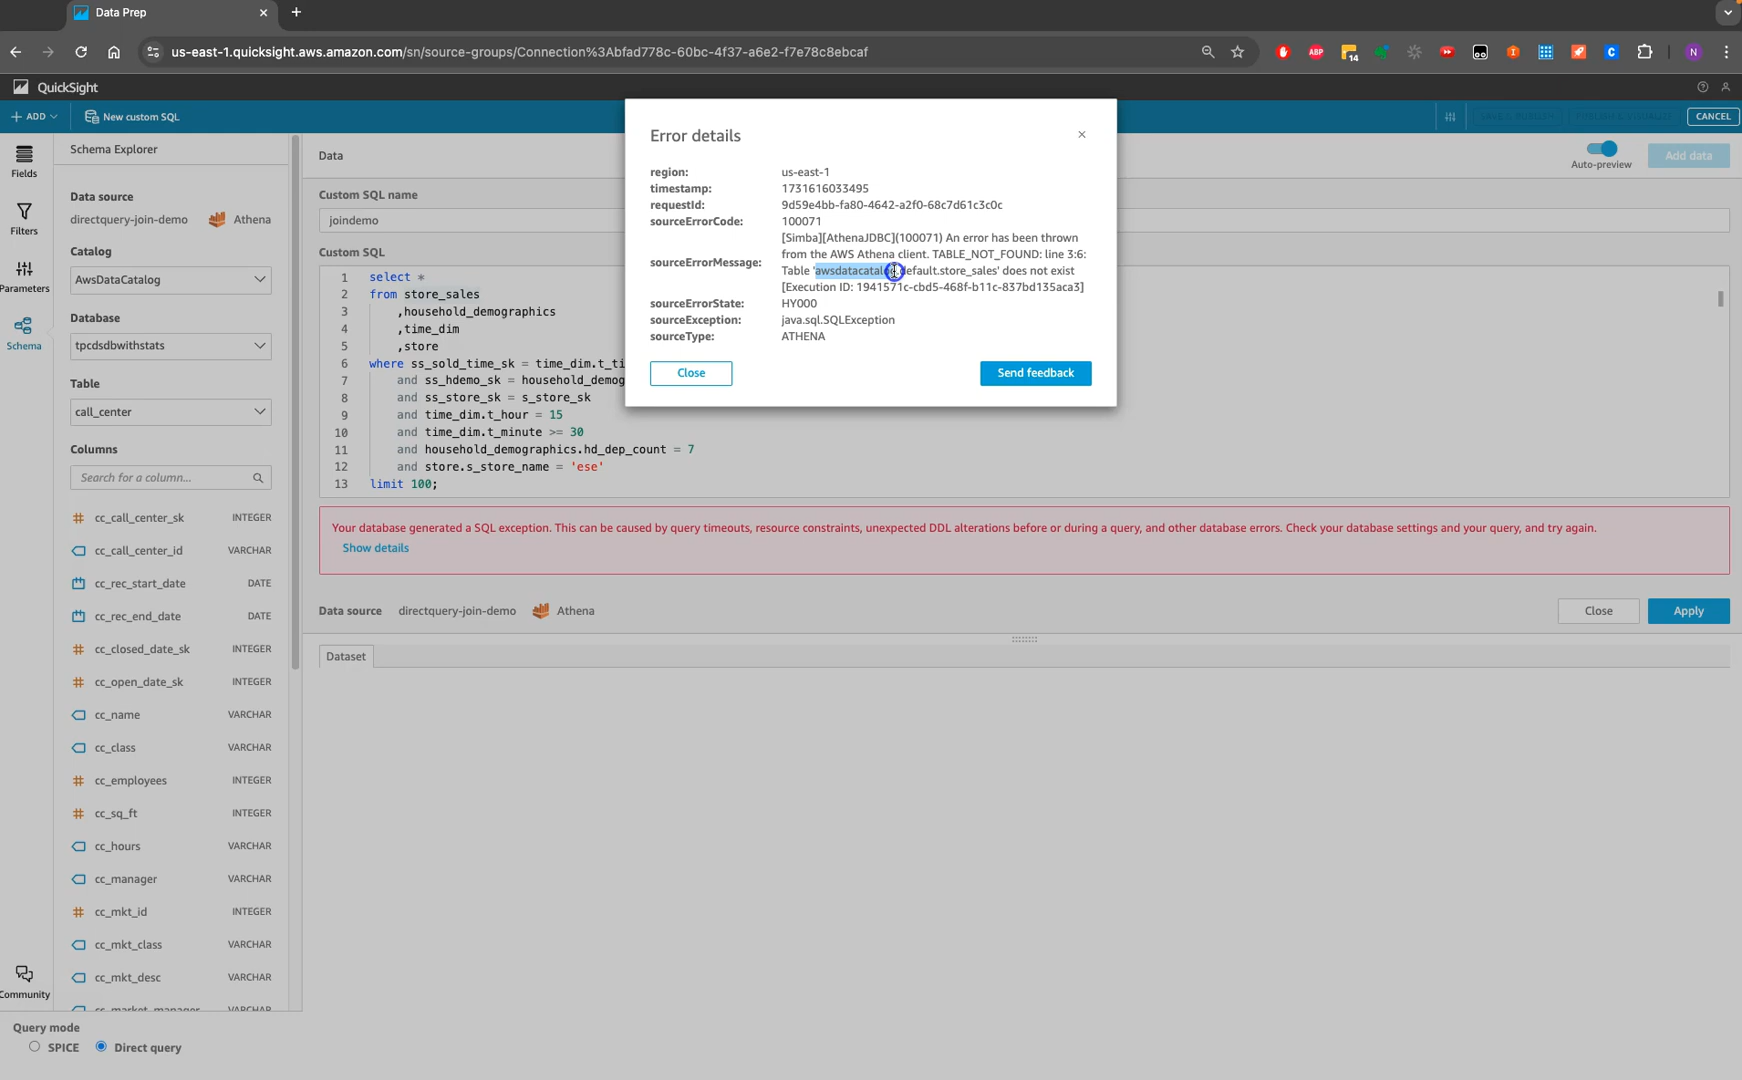 Data Prep
us-east-1.quicksight.aws.amazon.com/sn/source-groups/Connection%3Abfad778c-60bc-4f37-a6e2-f7e78c8ebcaf
ABP
14
N
QuickSight
ADD
New custom SQL
SAVE & PUBLISH
PUBLISH & VISUALIZE
CANCEL
Fields
Filters
Parameters
Schema
Community
Schema Explorer
Data source
directquery-join-demo Athena
Catalog
AwsDataCatalog
Database
tpcdsdbwithstats
Table
call_center
Columns
Search for a column...
cc_call_center_sk INTEGER
cc_call_center_id VARCHAR
cc_rec_start_date DATE
cc_rec_end_date DATE
cc_closed_date_sk INTEGER
cc_open_date_sk INTEGER
cc_name VARCHAR
cc_class VARCHAR
cc_employees INTEGER
cc_sq_ft INTEGER
cc_hours VARCHAR
cc_manager VARCHAR
cc_mkt_id INTEGER
cc_mkt_class VARCHAR
cc_mkt_desc VARCHAR
cc_market_manager VARCHAR
Query mode
SPICE Direct query
Data
Auto-preview
Add data
Custom SQL name
joindemo
Custom SQL
1 select *
2 from store_sales
3 ,household_demographics
4 ,time_dim
5 ,store
6 where ss_sold_time_sk = time_dim.t_ti
7 and ss_hdemo_sk = household_demog
8 and ss_store_sk = s_store_sk
9 and time_dim.t_hour = 15
10 and time_dim.t_minute >= 30
11 and household_demographics.hd_dep_count = 7
12 and store.s_store_name = 'ese'
13 limit 100;
Your database generated a SQL exception. This can be caused by query timeouts, resource constraints, unexpected DDL alterations before or during a query, and other database errors. Check your database settings and your query, and try again.
Show details
Data source directquery-join-demo Athena
Close Apply
Dataset
Error details
region: us-east-1
timestamp: 1731616033495
requestId: 9d59e4bb-fa80-4642-a2f0-68c7d61c3c0c
sourceErrorCode: 100071
sourceErrorMessage: [Simba][AthenaJDBC](100071) An error has been thrown
from the AWS Athena client. TABLE_NOT_FOUND: line 3:6:
Table 'awsdatacatalog.default.store_sales' does not exist
[Execution ID: 1941571c-cbd5-468f-b11c-837bd135aca3]
sourceErrorState: HY000
sourceException: java.sql.SQLException
sourceType: ATHENA
Close Send feedback